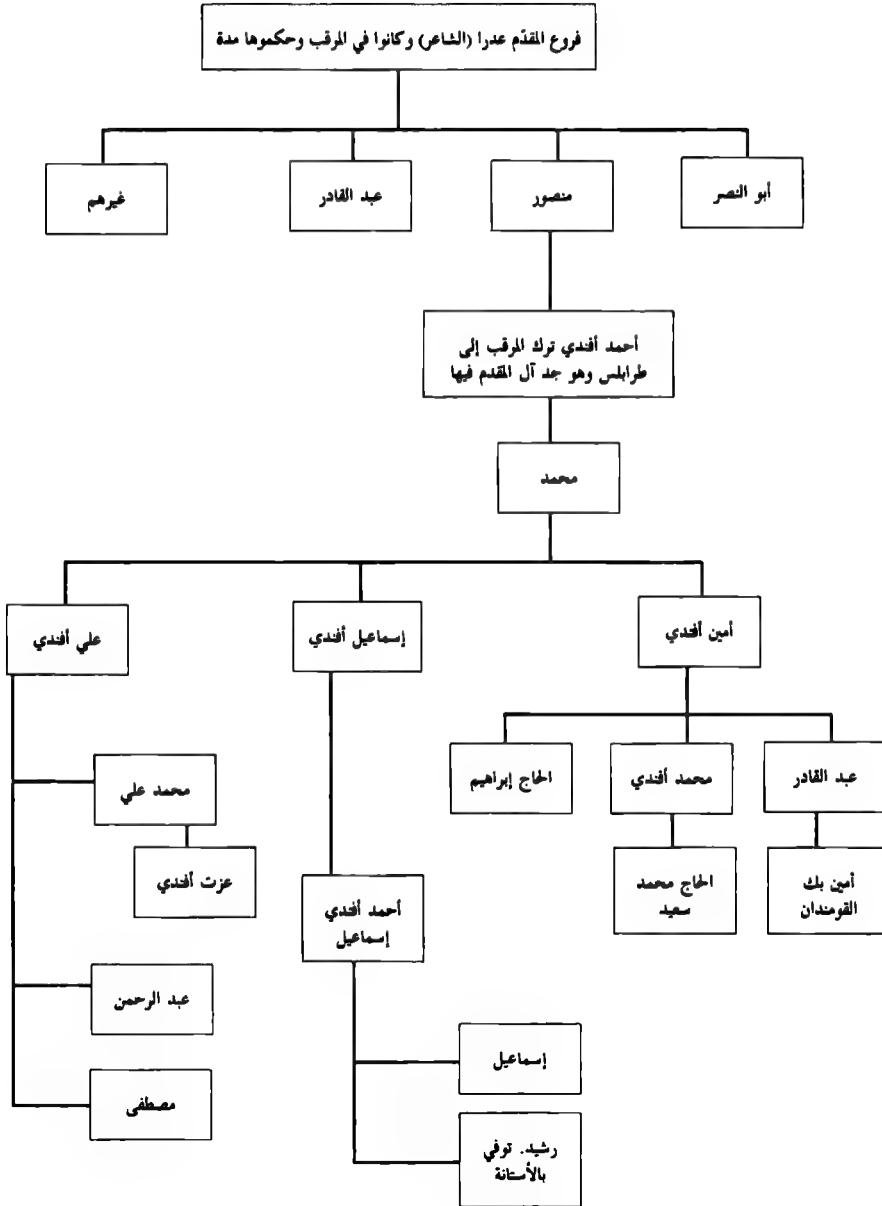 فروع المقدّم عدرا (الشاعر) وكانوا في المرقب وحكموها مدة
أبو النصر
منصور
عبد القادر
غيرهم
أحمد أفندي ترك المرقب إلى
طرابلس وهو جد آل المقدم فيها
محمد
أمين أفندي
إسماعيل أفندي
علي أفندي
عبد القادر
محمد أفندي
الحاج إبراهيم
محمد علي
أمين بك
القومندان
الحاج محمد
سعيد
عزت أفندي
أحمد أفندي
إسماعيل
عبد الرحمن
إسماعيل
مصطفى
رشيد. توفي
بالأستانة